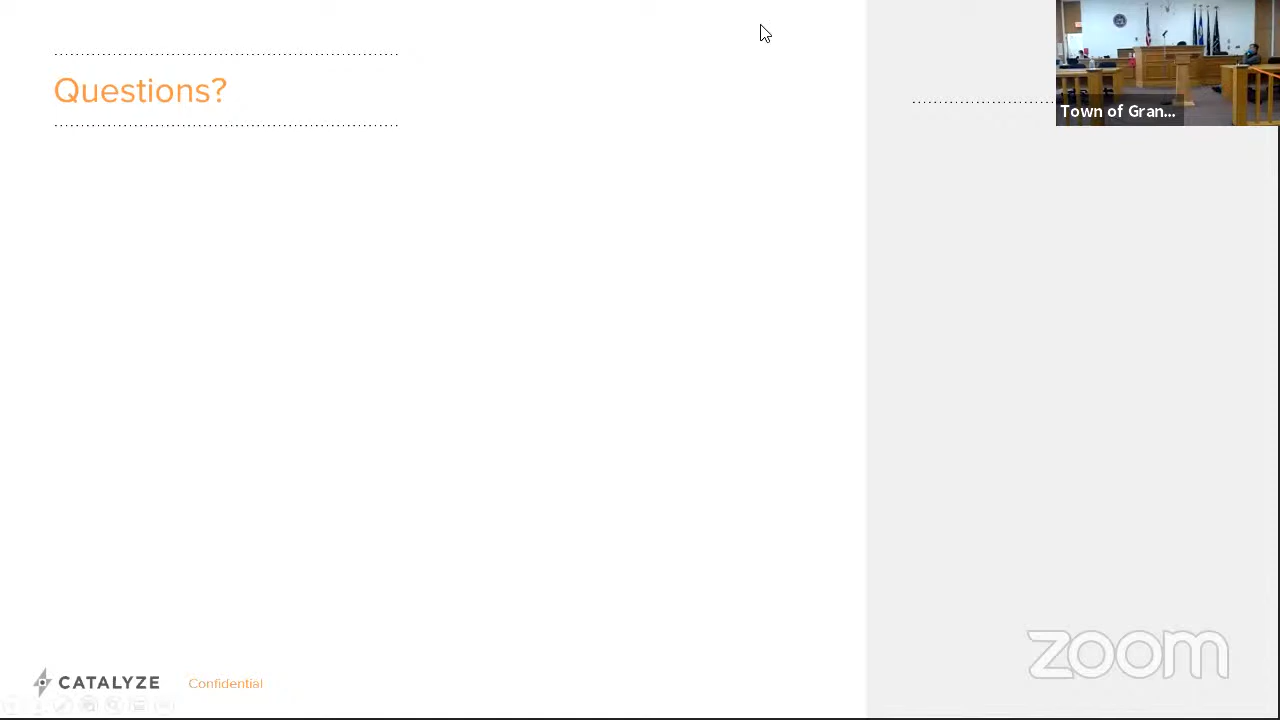 Questions?
Town of Gran...
CATALYZE
Confidential
zoom